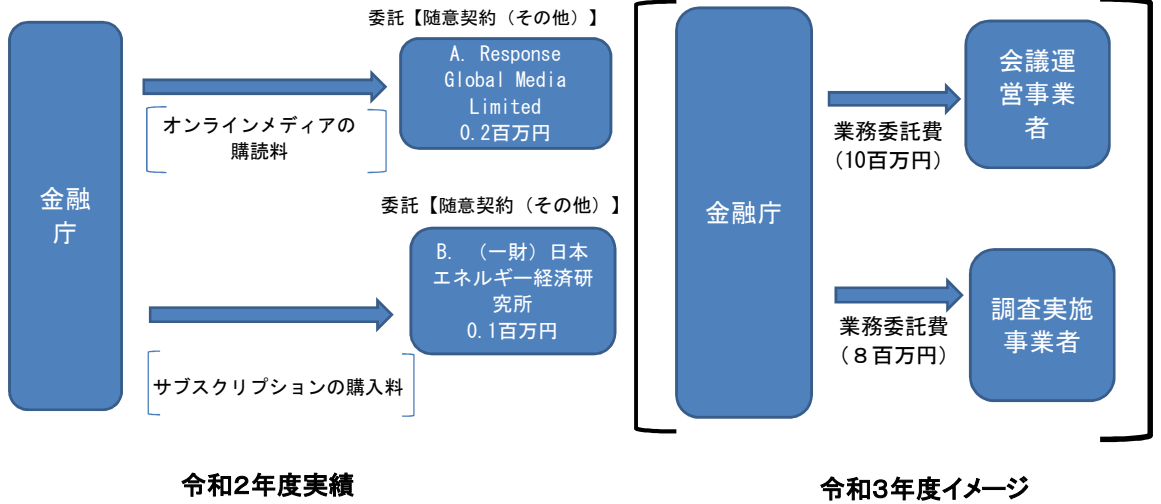 金融
庁
委託【随意契約（その他）】
A. Response
Global Media
Limited
0.2百万円
オンラインメディアの
購読料
委託【随意契約（その他）】
B. （一財）日本
エネルギー経済研
究所
0.1百万円
サブスクリプションの購入料
令和2年度実績
金融庁
会議運
営事業
者
業務委託費
（10百万円）
調査実施
事業者
業務委託費
（８百万円）
令和3年度イメージ